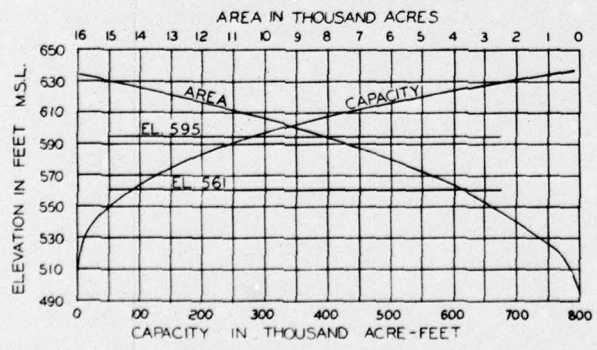 AREA IN THOUSAND ACRES
16 15 14 13 12 11 10 9 8 7 6 5 4 3 2 1 0
650
630
610
590
570
550
530
510
490
ELEVATION IN FEET M.S.L.
AREA
CAPACITY
EL. 595
EL. 561
0 100 200 300 400 500 600 700 800
CAPACITY IN THOUSAND ACRE-FEET